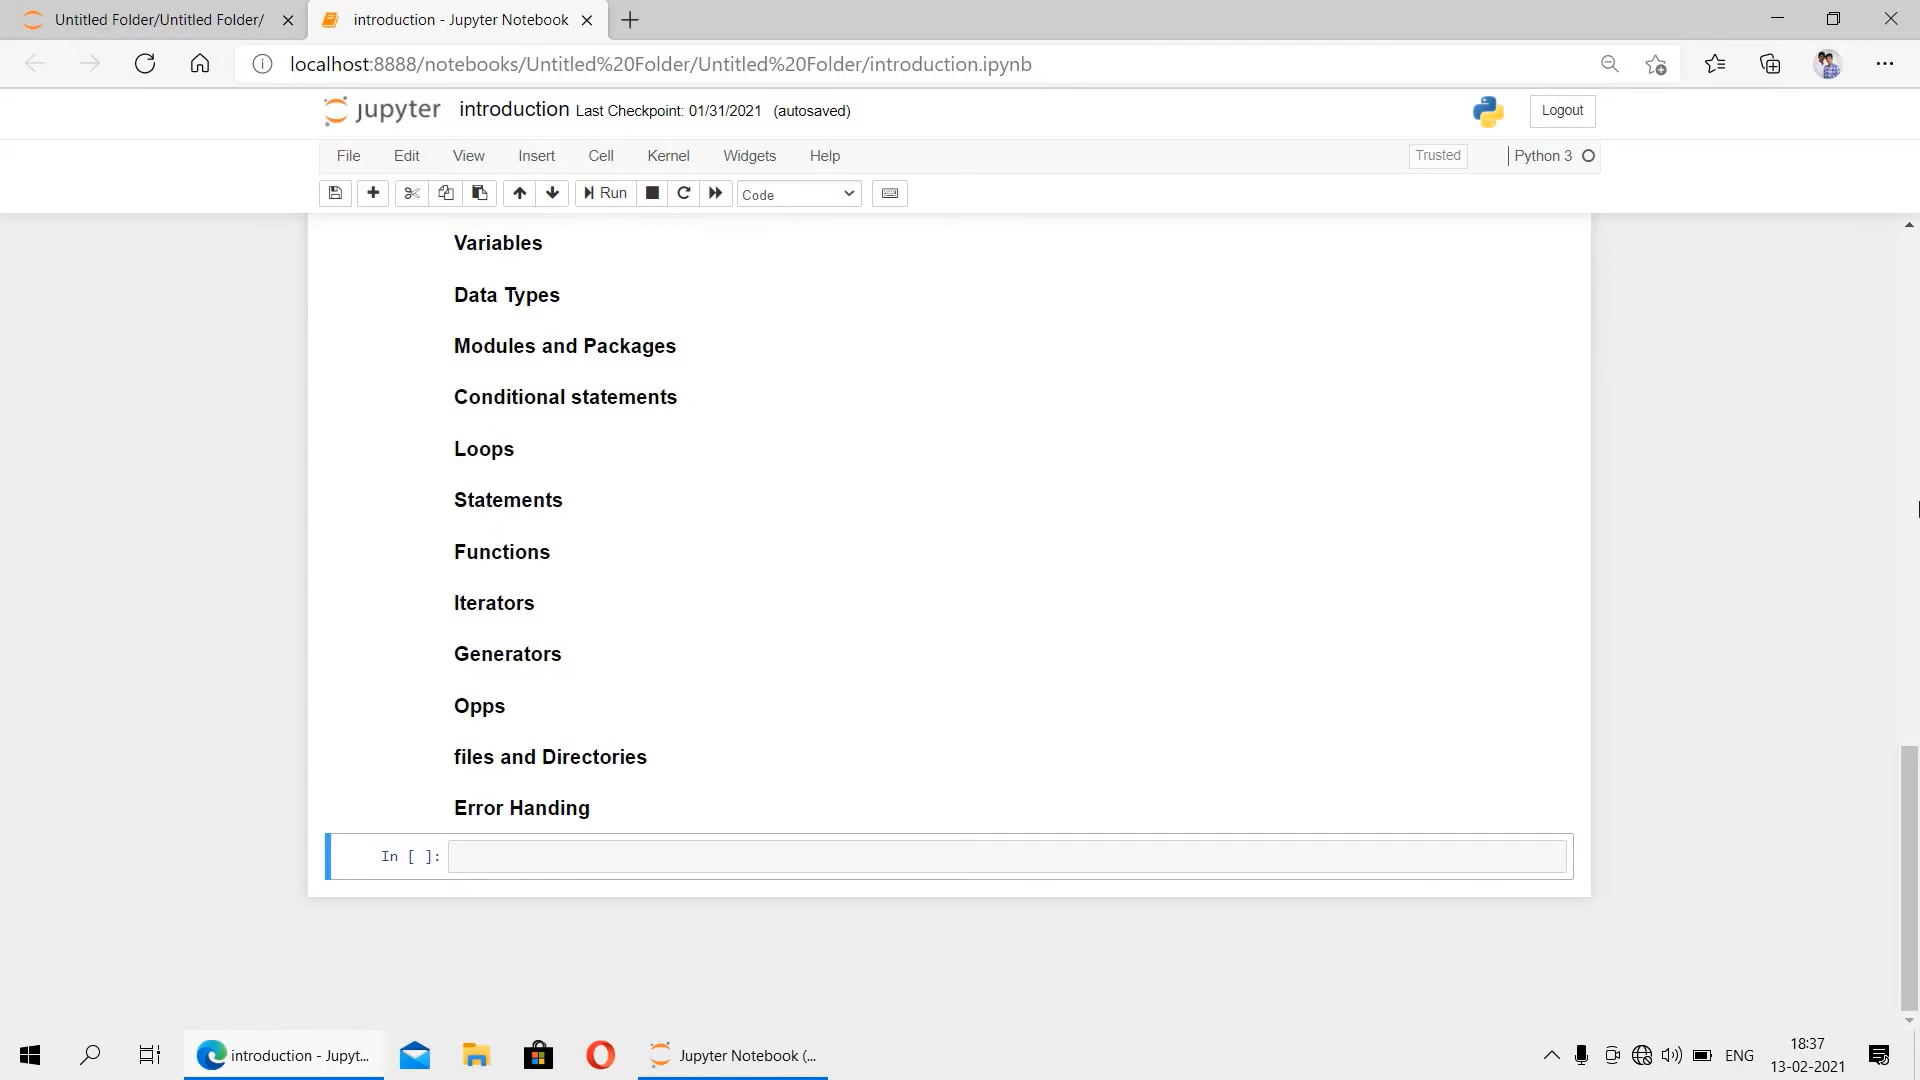 Untitled Folder/Untitled Folder/
introduction - Jupyter Notebook
localhost:8888/notebooks/Untitled%20Folder/Untitled%20Folder/introduction.ipynb
jupyter introduction Last Checkpoint: 01/31/2021 (autosaved)
Logout
File Edit View Insert Cell Kernel Widgets Help
Trusted
Python 3
Run
Code
Variables
Data Types
Modules and Packages
Conditional statements
Loops
Statements
Functions
Iterators
Generators
Opps
files and Directories
Error Handing
In [ ]:
introduction - Jupyt...
Jupyter Notebook (...
ENG
18:37
13-02-2021